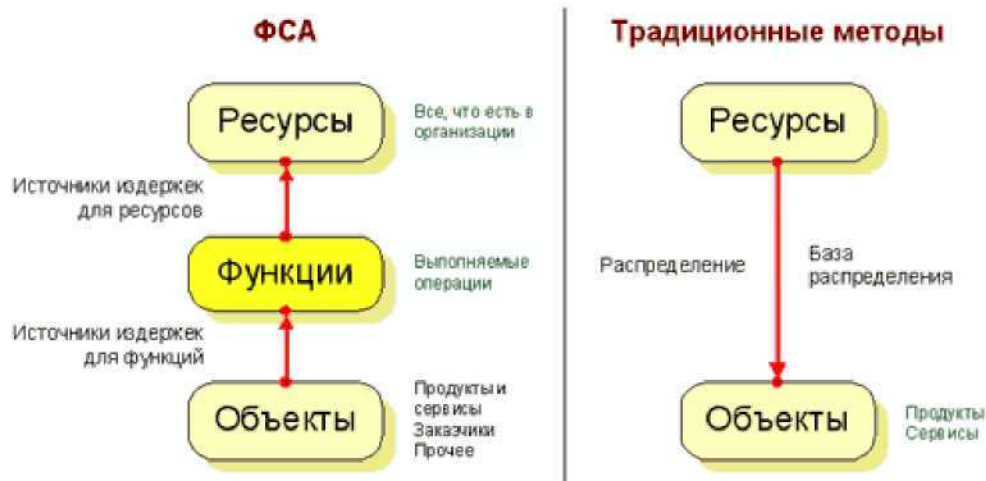 ФСА
Ресурсы
Все, что есть в
организации
Источники издержек
для ресурсов
Функции
Выполняемые
операции
Источники издержек
для функций
Объекты
Продукты и
сервисы
Заказчики
Прочее
Традиционные методы
Ресурсы
Распределение
База
распределения
Объекты
Продукты
Сервисы